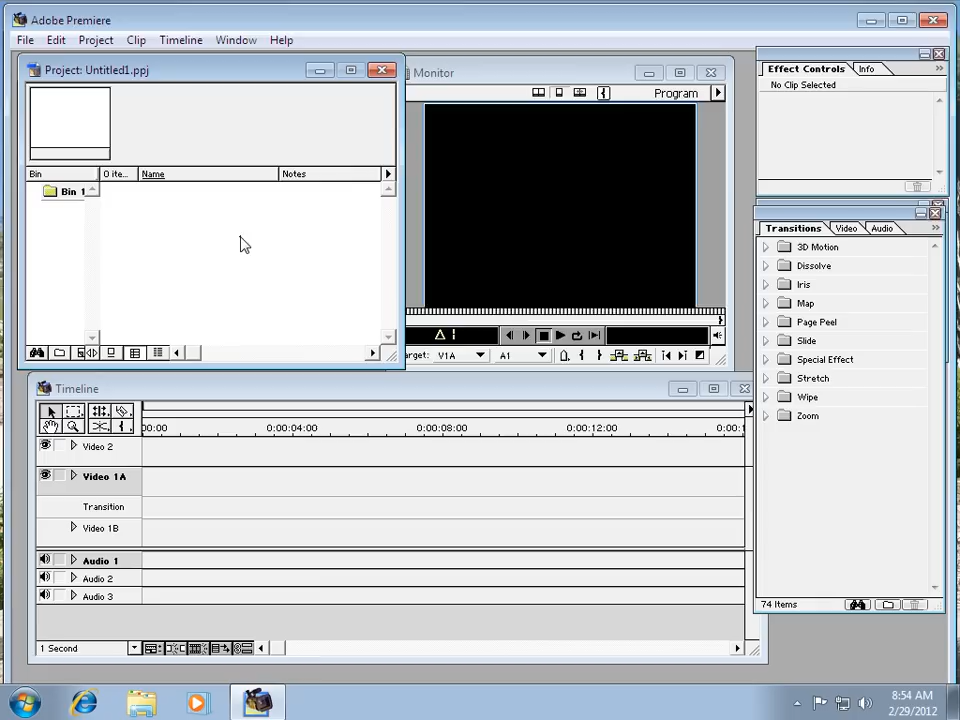 Adobe Premiere
File Edit Project Clip Timeline Window Help
Project: Untitled1.ppj
Bin 0 ite... Name Notes
Bin 1
Monitor
Program
arget: V1A A1
Effect Controls Info
No Clip Selected
Transitions Video Audio
3D Motion
Dissolve
Iris
Map
Page Peel
Slide
Special Effect
Stretch
Wipe
Zoom
74 Items
Timeline
00:00 0:00:04:00 0:00:08:00 0:00:12:00 0:00:1
Video 2
Video 1A
Transition
Video 1B
Audio 1
Audio 2
Audio 3
1 Second
8:54 AM
2/29/2012